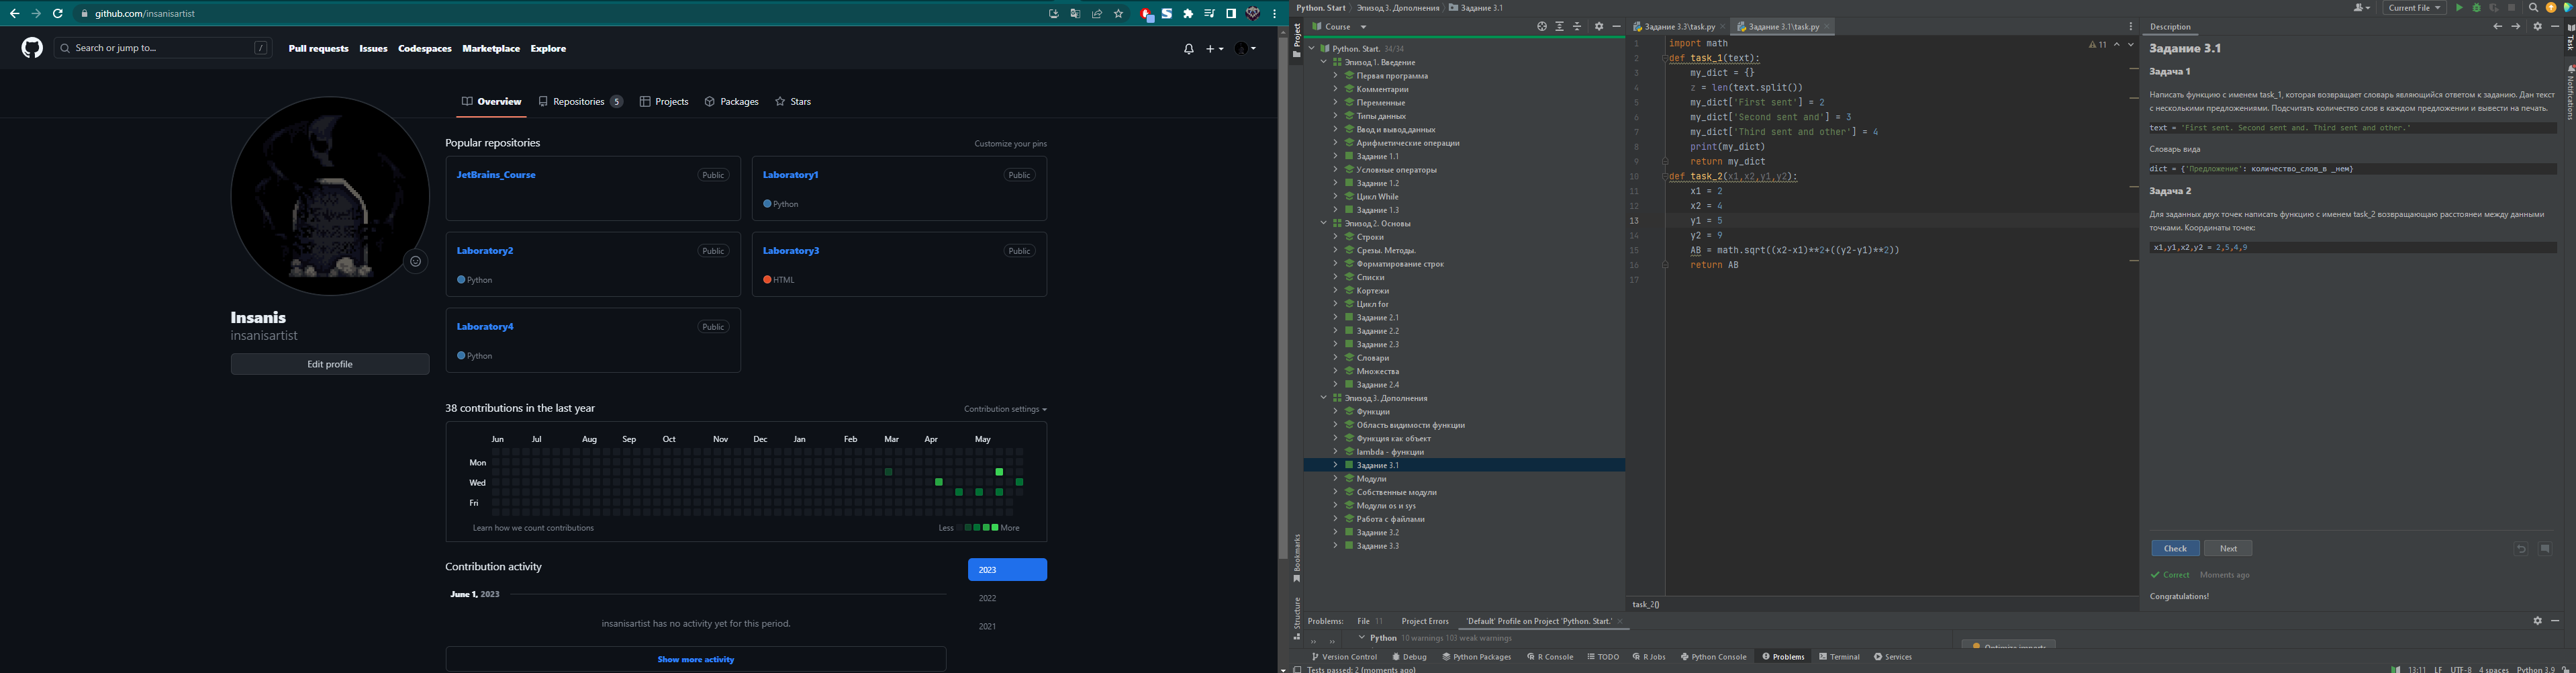 github.com/insanisartist
Search or jump to...
/
Pull requests Issues Codespaces Marketplace Explore
Overview Repositories 5 Projects Packages Stars
Popular repositories
Customize your pins
JetBrains_Course Public
Laboratory1 Public
Python
Laboratory2 Public
Python
Laboratory3 Public
HTML
Laboratory4 Public
Python
Insanis
insanisartist
Edit profile
38 contributions in the last year
Contribution settings
Jun Jul Aug Sep Oct Nov Dec Jan Feb Mar Apr May
Mon
Wed
Fri
Learn how we count contributions
Less More
Contribution activity
2023
2022
2021
June 1, 2023
insanisartist has no activity yet for this period.
Show more activity
Python. Start Эпизод 3. Дополнения Задание 3.1
Current File
Project
Bookmarks
Structure
Course
Python. Start. 34/34
Эпизод 1. Введение
Первая программа
Комментарии
Переменные
Типы данных
Ввод и вывод данных
Арифметические операции
Задание 1.1
Условные операторы
Задание 1.2
Цикл While
Задание 1.3
Эпизод 2. Основы
Строки
Срезы. Методы.
Форматирование строк
Списки
Кортежи
Цикл for
Задание 2.1
Задание 2.2
Задание 2.3
Словари
Множества
Задание 2.4
Эпизод 3. Дополнения
Функции
Область видимости функции
Функция как объект
lambda - функции
Задание 3.1
Модули
Собственные модули
Модули os и sys
Работа с файлами
Задание 3.2
Задание 3.3
Задание 3.3\task.py Задание 3.1\task.py
11
1 import math
2 def task_1(text):
3 my_dict = {}
4 z = len(text.split())
5 my_dict['First sent'] = 2
6 my_dict['Second sent and'] = 3
7 my_dict['Third sent and other'] = 4
8 print(my_dict)
9 return my_dict
10 def task_2(x1,x2,y1,y2):
11 x1 = 2
12 x2 = 4
13 y1 = 5
14 y2 = 9
15 AB = math.sqrt((x2-x1)**2+((y2-y1)**2))
16 return AB
17
task_2()
Description
Задание 3.1
Задача 1
Написать функцию с именем task_1, которая возвращает словарь являющийся ответом к заданию. Дан текст
с несколькими предложениями. Подсчитать количество слов в каждом предложении и вывести на печать.
text = 'First sent. Second sent and. Third sent and other.'
Словарь вида
dict = {'Предложение': количество_слов_в _нем}
Задача 2
Для заданных двух точек написать функцию с именем task_2 возвращающаю расстояние между данными
точками. Координаты точек:
x1,y1,x2,y2 = 2,5,4,9
Check Next
Correct Moments ago
Congratulations!
Task
Notifications
Problems: File 11 Project Errors 'Default' Profile on Project 'Python. Start.'
Python 10 warnings 103 weak warnings
Optimize imports
Version Control Debug Python Packages R Console TODO R Jobs Python Console Problems Terminal Services
Tests passed: 2 (moments ago)
13:11 LF UTF-8 4 spaces Python 3.9